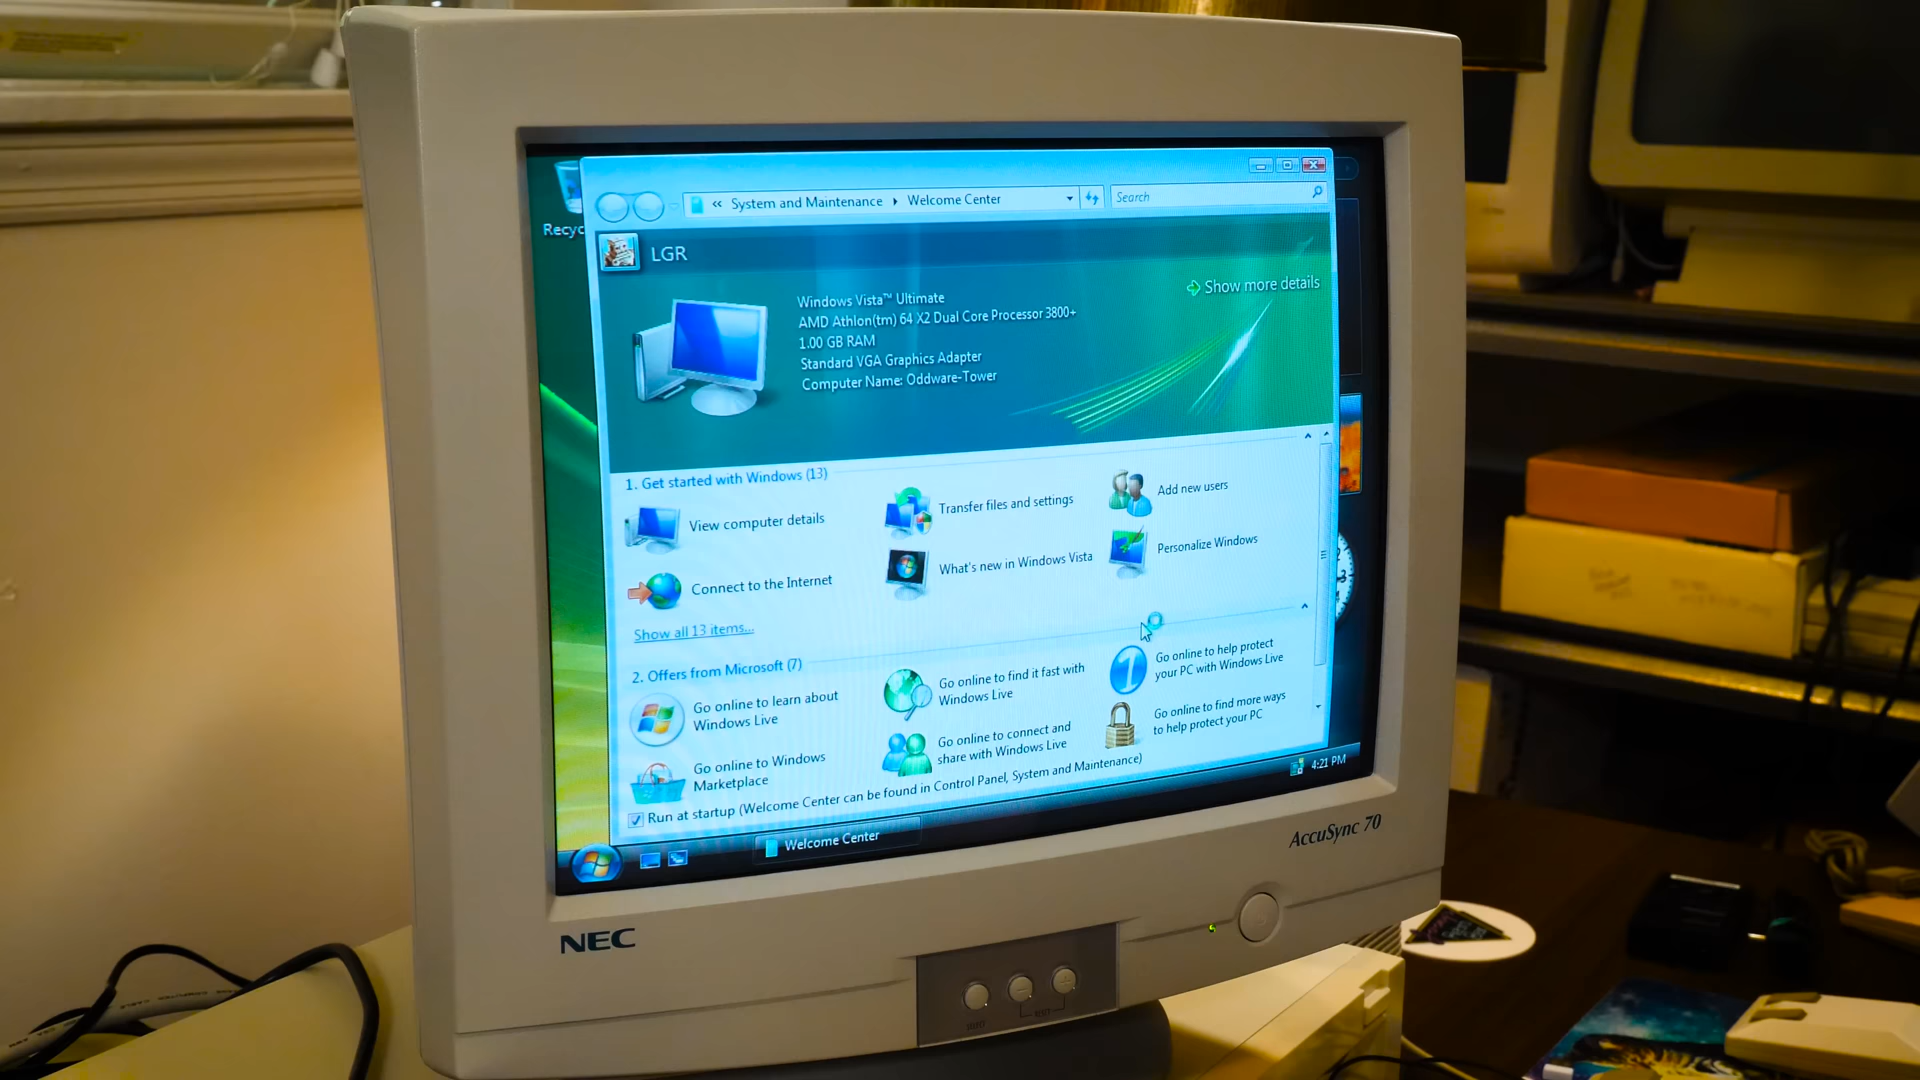 Recyc
« System and Maintenance ▸ Welcome Center
Search
LGR
Show more details
Windows Vista™ Ultimate
AMD Athlon(tm) 64 X2 Dual Core Processor 3800+
1.00 GB RAM
Standard VGA Graphics Adapter
Computer Name: Oddware-Tower
1. Get started with Windows (13)
View computer details
Transfer files and settings
Add new users
Connect to the Internet
What's new in Windows Vista
Personalize Windows
Show all 13 items...
2. Offers from Microsoft (7)
Go online to learn about
Windows Live
Go online to find it fast with
Windows Live
Go online to help protect
your PC with Windows Live
Go online to Windows
Marketplace
Go online to connect and
share with Windows Live
Go online to find more ways
to help protect your PC
Run at startup (Welcome Center can be found in Control Panel, System and Maintenance)
Welcome Center
4:21 PM
AccuSync 70
NEC
SELECT
RESET